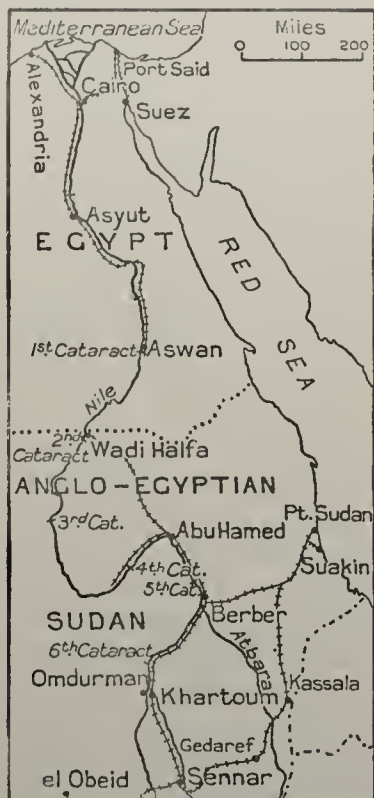 Mediterranean Sea
Miles
0 100 200
Alexandria
Port Said
Cairo
Suez
Asyut
EGYPT
RED
SEA
1st Cataract
Aswan
Nile
2nd
Cataract
Wadi Hälfa
ANGLO-EGYPTIAN
3rd Cat.
Abu Hamed
Pt. Sudan
4th Cat.
Suakin
5th Cat.
SUDAN
Berber
6th Cataract
Atbara
Omdurman
Khartoum
Kassala
Gedaref
el Obeid
Sennar